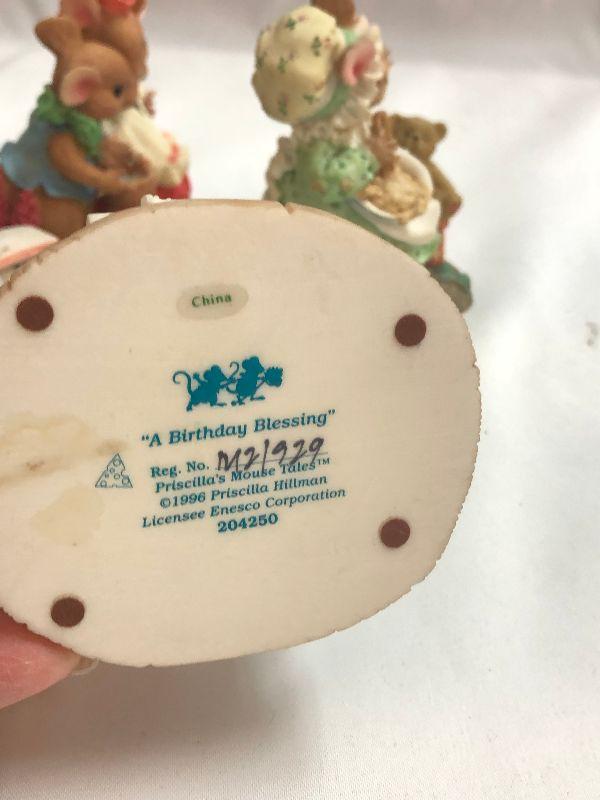 China
"A Birthday Blessing"
Reg. No. M2/929
Priscilla's Mouse Tales™
©1996 Priscilla Hillman
Licensee Enesco Corporation
204250